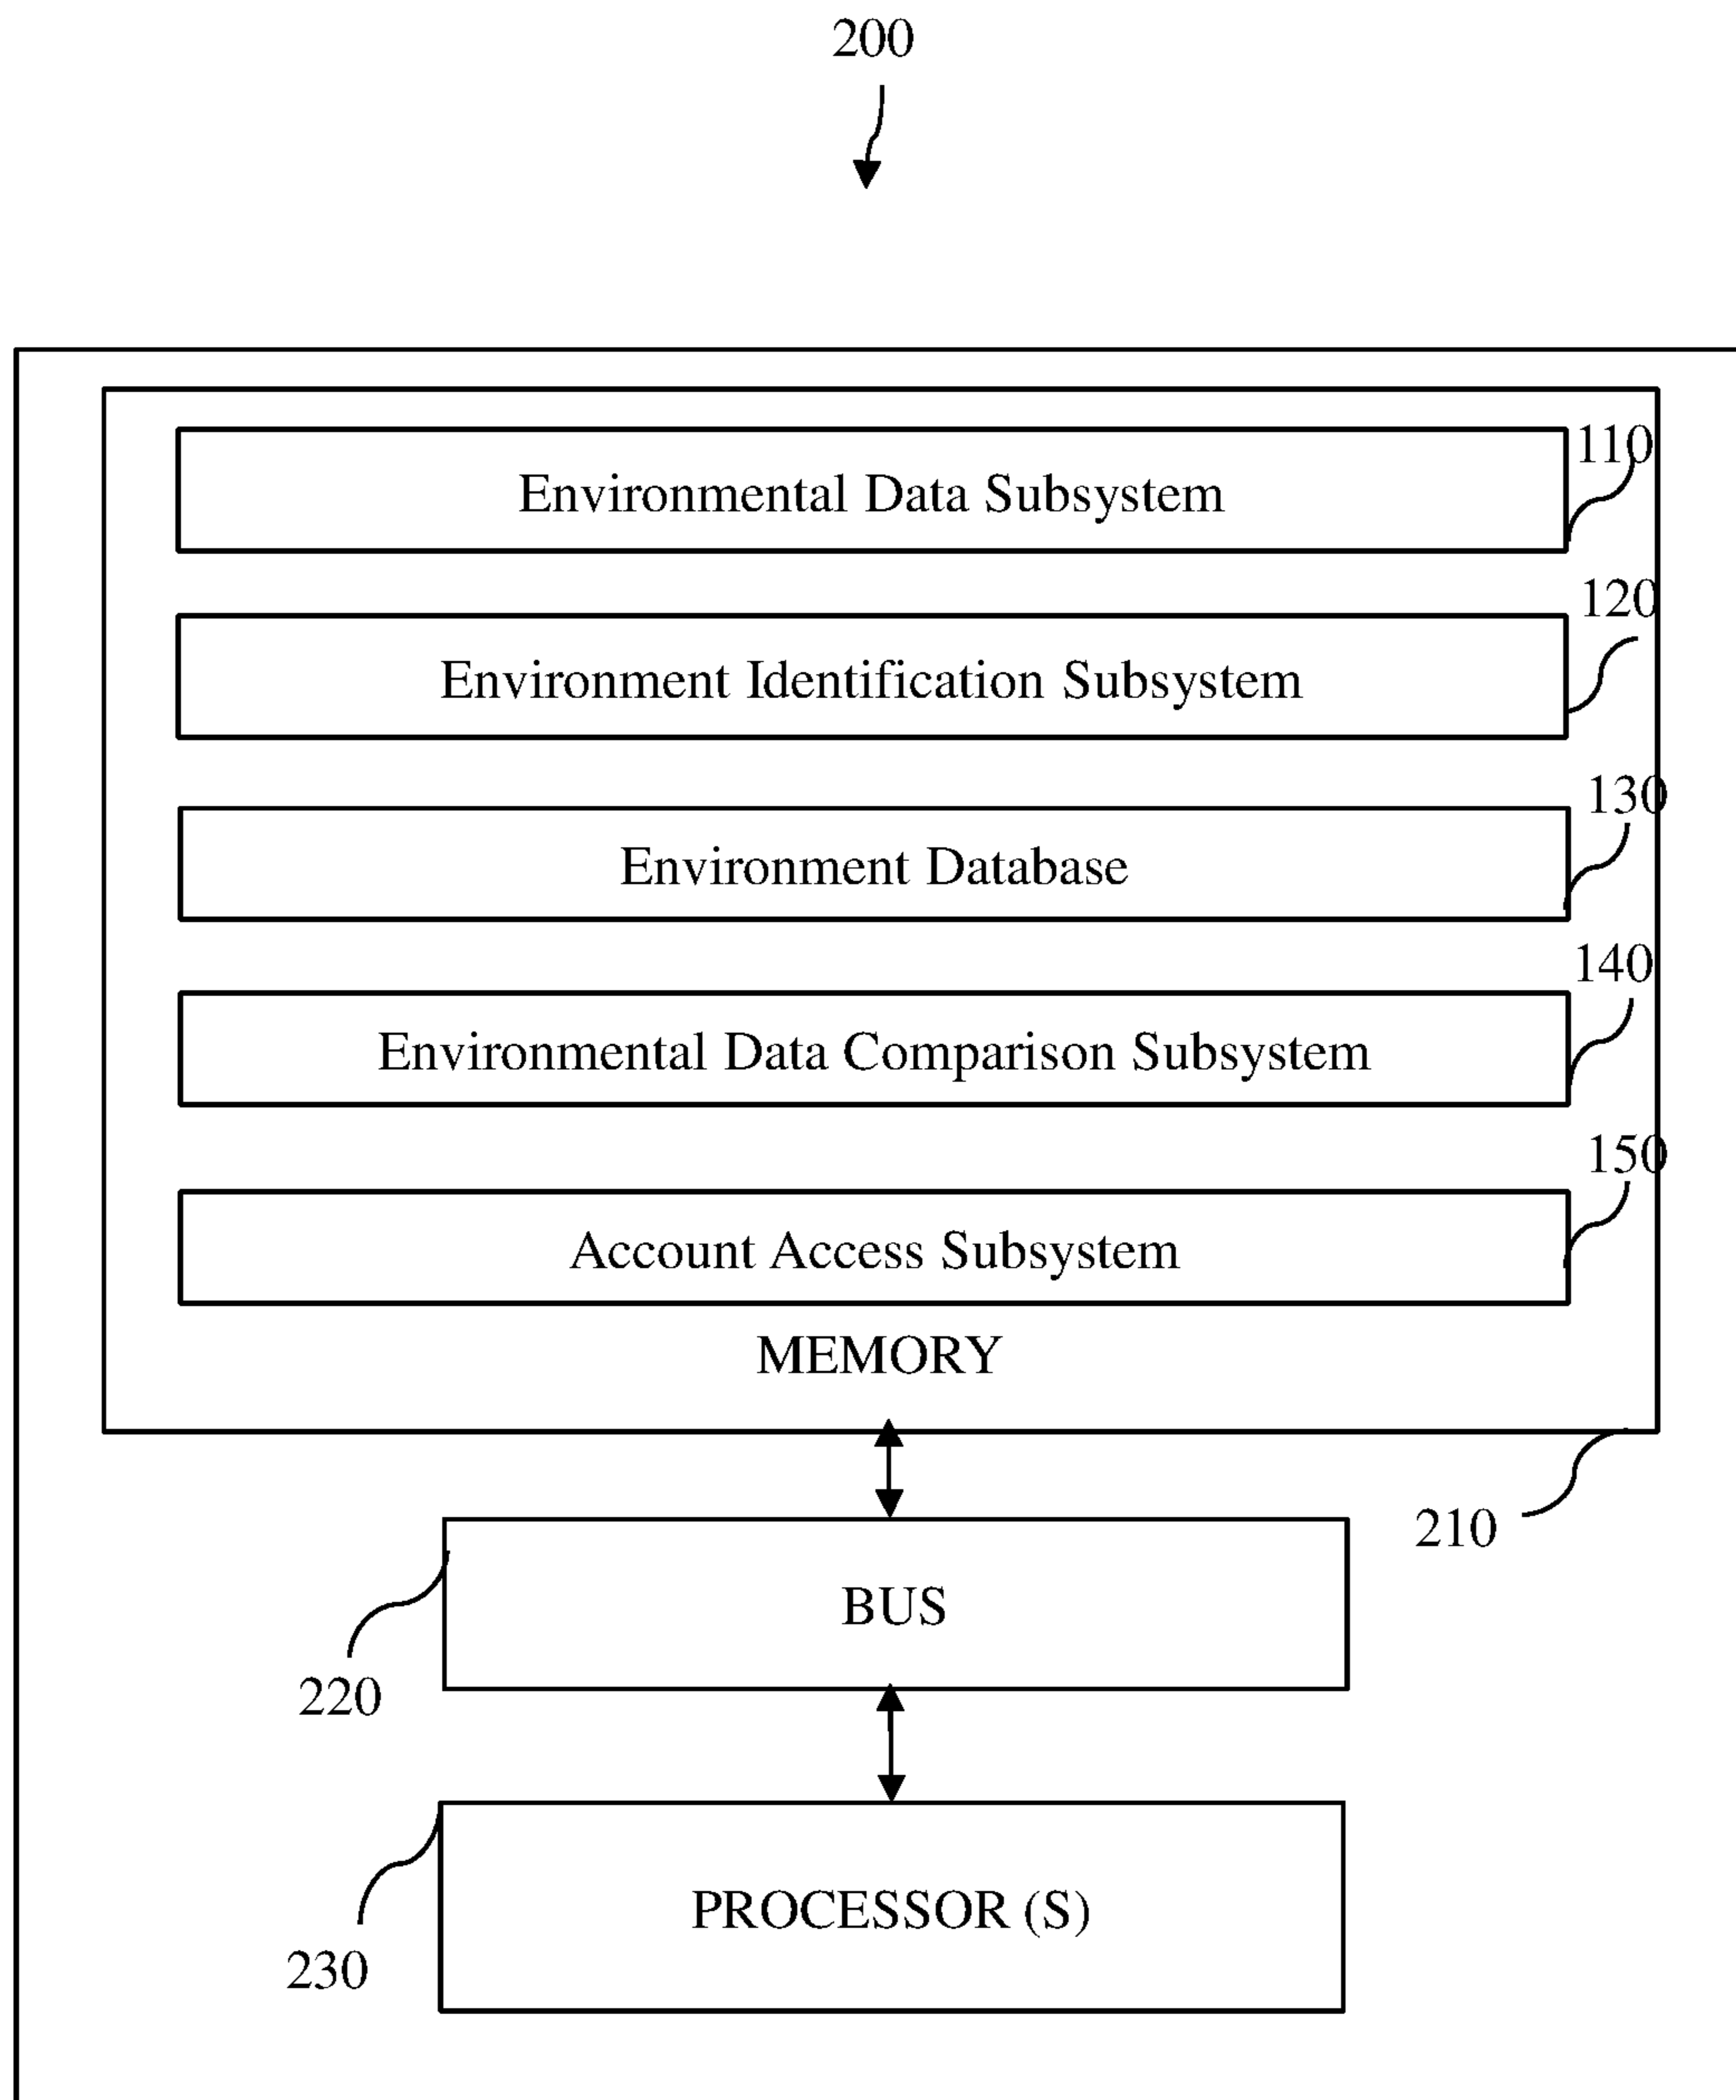 200
110
Environmental Data Subsystem
120
Environment Identification Subsystem
130
Environment Database
140
Environmental Data Comparison Subsystem
150
Account Access Subsystem
MEMORY
210
BUS
220
PROCESSOR (S)
230